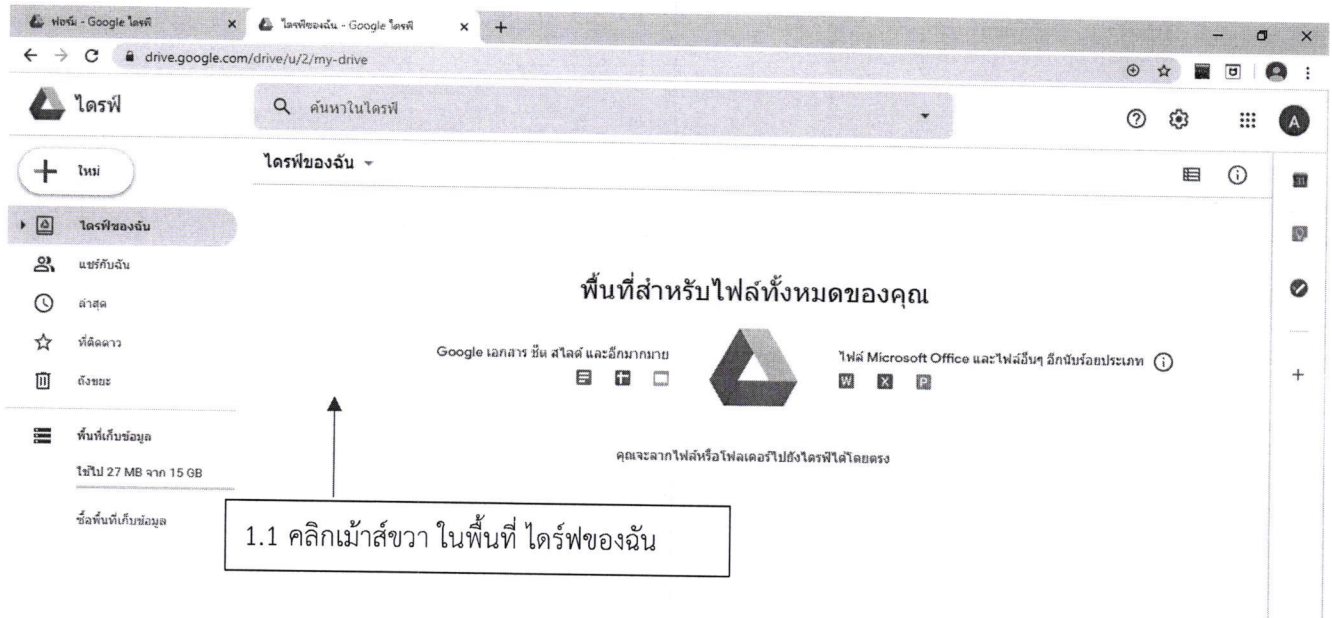 ฟอร์ม - Google ไดรฟ์
ไดรฟ์ของฉัน - Google ไดรฟ์
drive.google.com/drive/u/2/my-drive
ไดรฟ์
ค้นหาในไดรฟ์
A
ใหม่
ไดรฟ์ของฉัน
31
ไดรฟ์ของฉัน
แชร์กับฉัน
ล่าสุด
ที่ติดดาว
ถังขยะ
พื้นที่เก็บข้อมูล
ใช้ไป 27 MB จาก 15 GB
ซื้อพื้นที่เก็บข้อมูล
พื้นที่สำหรับไฟล์ทั้งหมดของคุณ
Google เอกสาร ชีต สไลด์ และอีกมากมาย
ไฟล์ Microsoft Office และไฟล์อื่นๆ อีกนับร้อยประเภท
W X P
คุณจะลากไฟล์หรือโฟลเดอร์ไปยังไดรฟ์ได้โดยตรง
1.1 คลิกเม้าส์ขวา ในพื้นที่ ไดร์ฟของฉัน